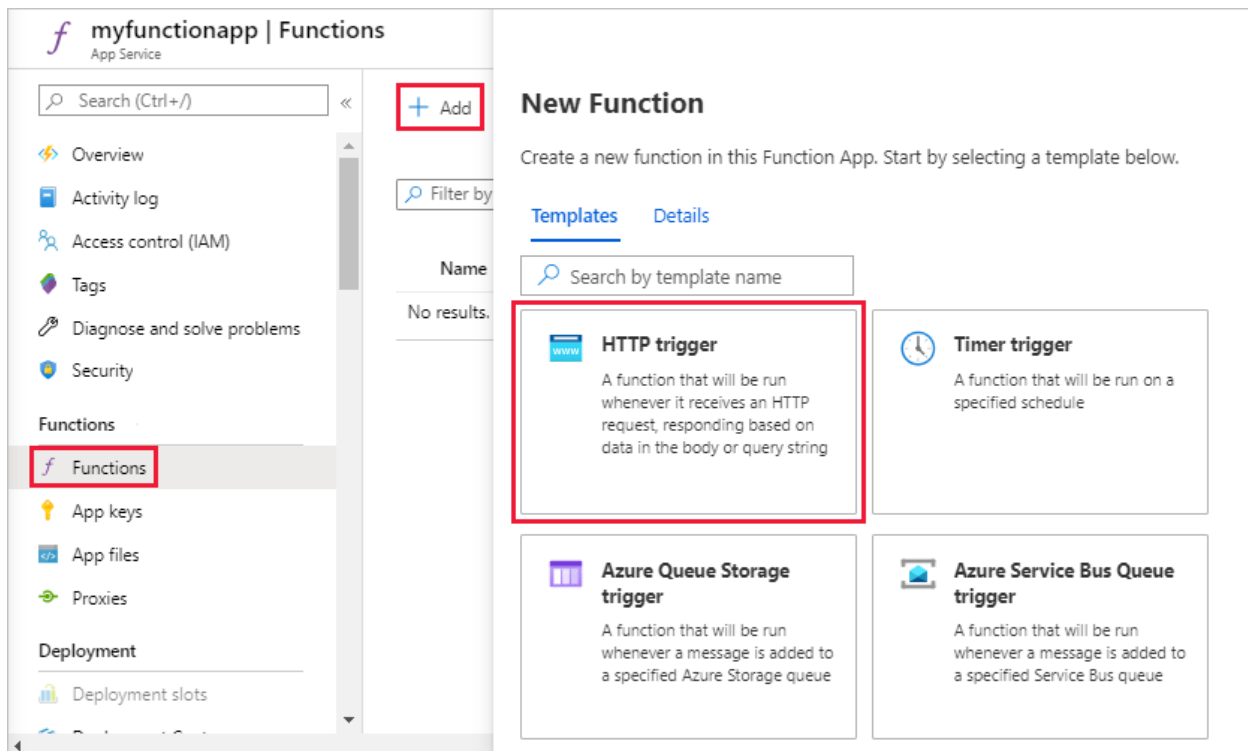 myfunctionapp | Functions
App Service
Search (Ctrl+/)
«
Overview
Activity log
Access control (IAM)
Tags
Diagnose and solve problems
Security
Functions
Functions
App keys
App files
Proxies
Deployment
Deployment slots
+ Add
Filter by
Name
No results.
New Function
Create a new function in this Function App. Start by selecting a template below.
Templates Details
Search by template name
www
HTTP trigger
A function that will be run
whenever it receives an HTTP
request, responding based on
data in the body or query string
Timer trigger
A function that will be run on a
specified schedule
Azure Queue Storage
trigger
A function that will be run
whenever a message is added to
a specified Azure Storage queue
Azure Service Bus Queue
trigger
A function that will be run
whenever a message is added to
a specified Service Bus queue